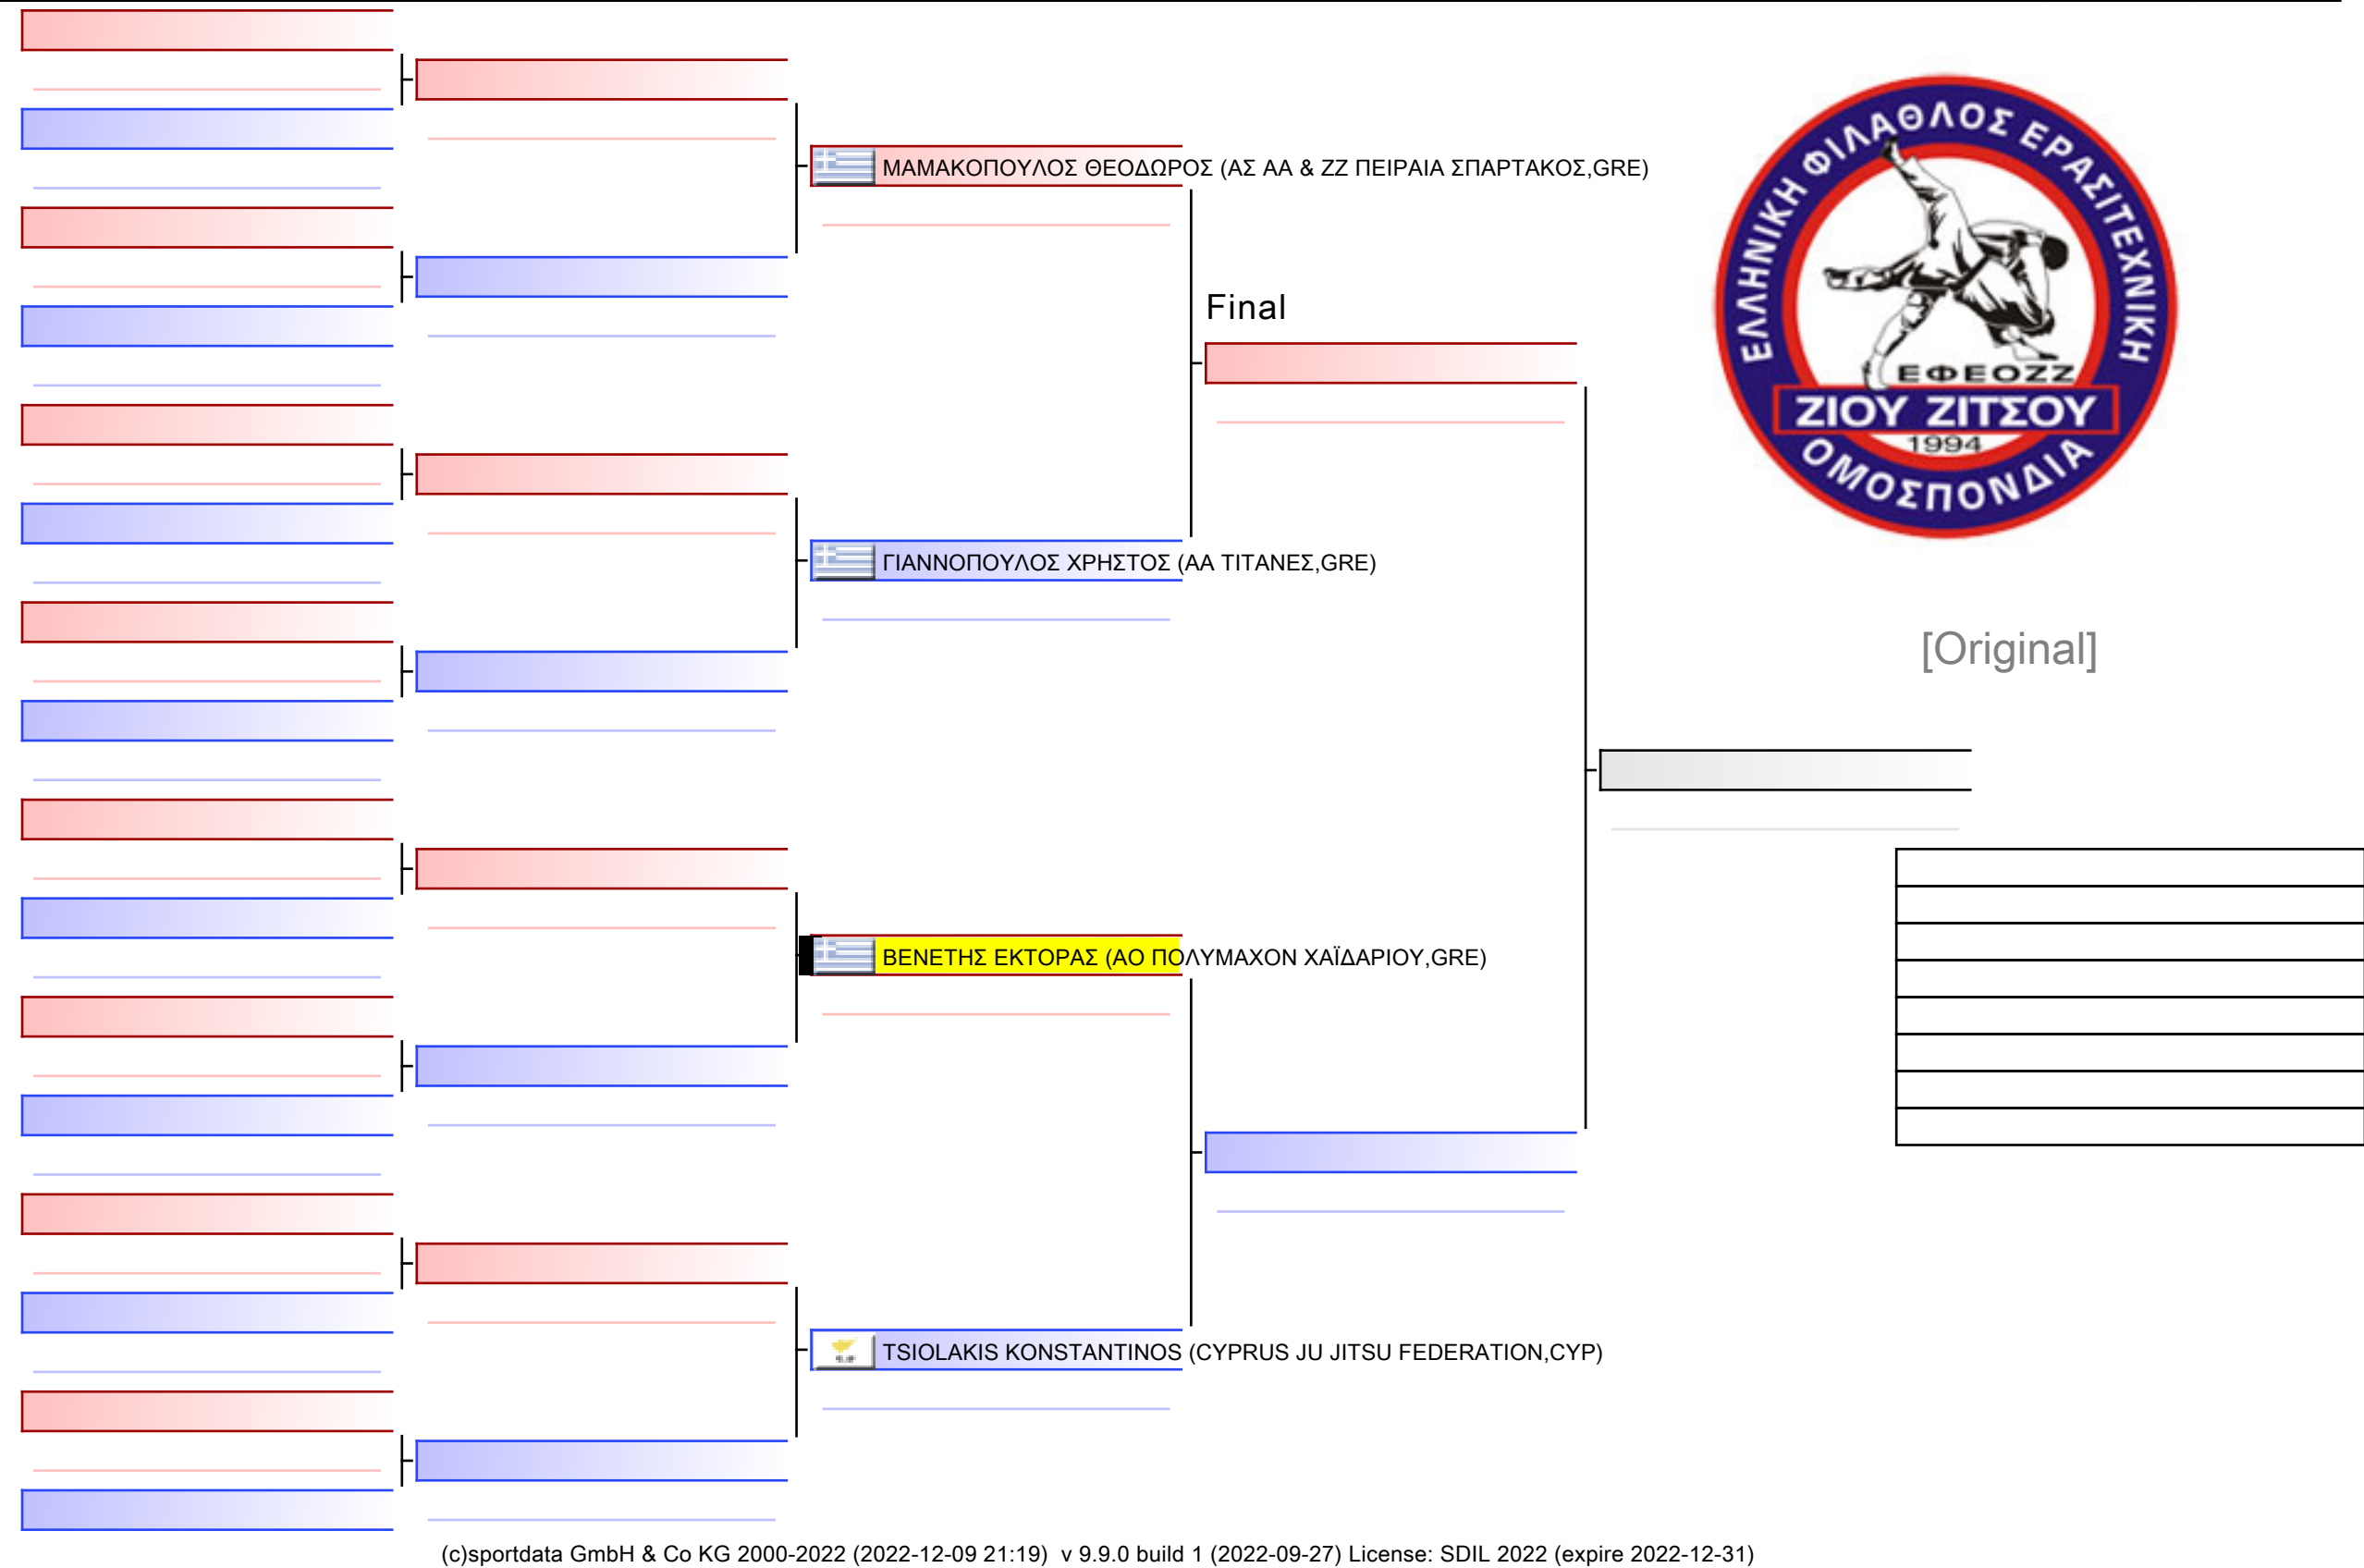 ΜΑΜΑΚΟΠΟΥΛΟΣ ΘΕΟΔΩΡΟΣ (ΑΣ ΑΑ & ΖΖ ΠΕΙΡΑΙΑ ΣΠΑΡΤΑΚΟΣ,GRE)
ΕΛΛΗΝΙΚΗ ΦΙΛΑΘΛΟΣ ΕΡΑΣΙΤΕΧΝΙΚΗ
Final
ΕΦΕΟΖΖ
ΖΙΟΥ ΖΙΤΣΟΥ
1994
ΟΜΟΣΠΟΝΔΙΑ
ΓΙΑΝΝΟΠΟΥΛΟΣ ΧΡΗΣΤΟΣ (ΑΑ ΤΙΤΑΝΕΣ,GRE)
[Original]
ΒΕΝΕΤΗΣ ΕΚΤΟΡΑΣ (ΑΟ ΠΟΛΥΜΑΧΟΝ ΧΑΪΔΑΡΙΟΥ,GRE)
TSIOLAKIS KONSTANTINOS (CYPRUS JU JITSU FEDERATION,CYP)
(c)sportdata GmbH & Co KG 2000-2022 (2022-12-09 21:19)  v 9.9.0 build 1 (2022-09-27) License: SDIL 2022 (expire 2022-12-31)